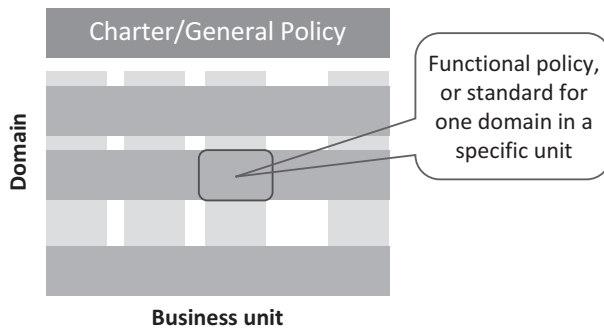 Charter/General Policy
Functional policy,
or standard for
one domain in a
specific unit
Domain
Business unit